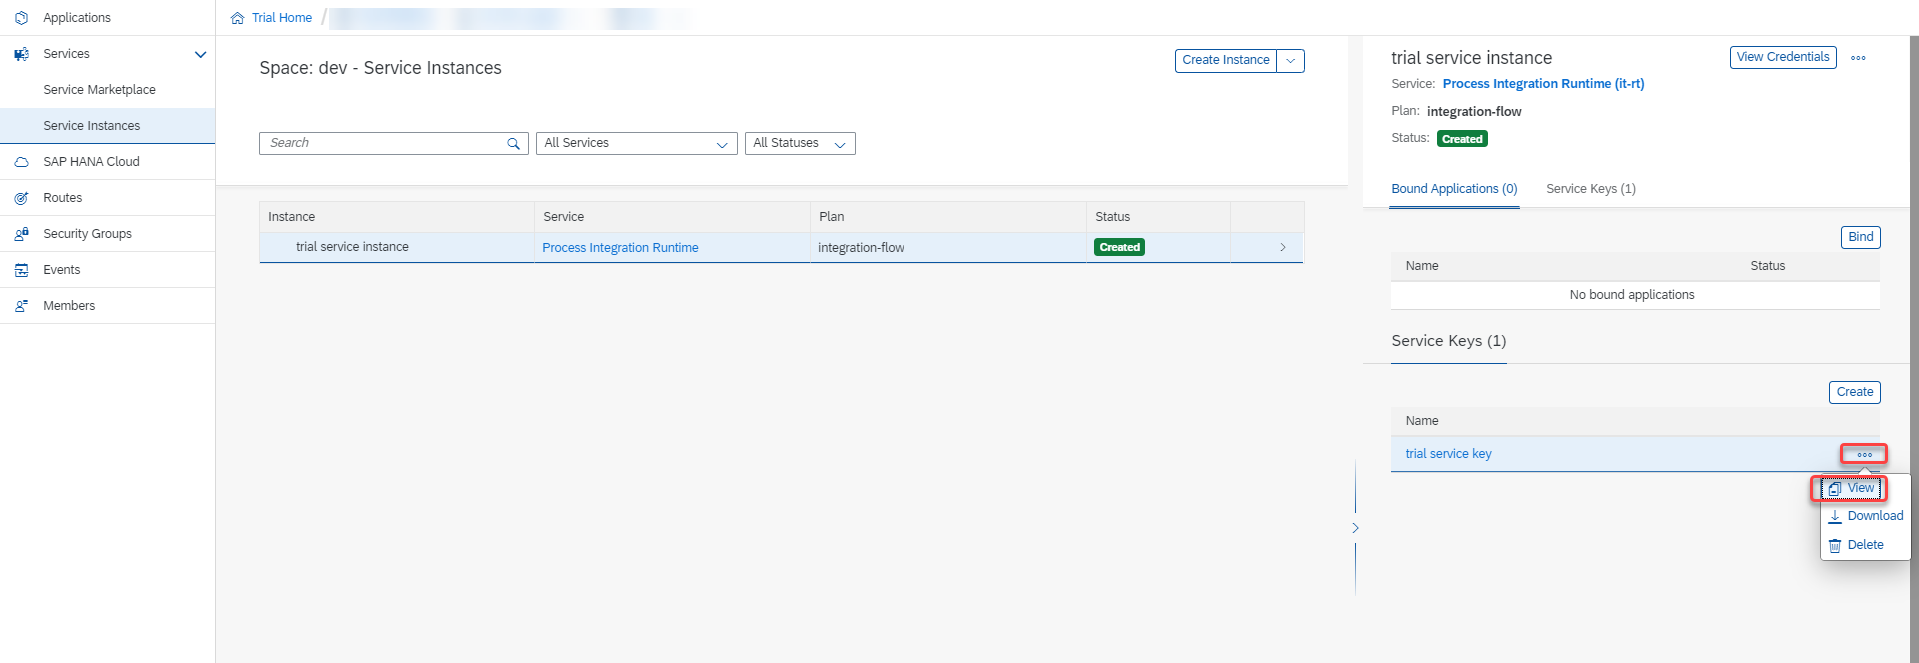 Applications
Services
Service Marketplace
Service Instances
SAP HANA Cloud
Routes
Security Groups
Events
Members
Trial Home /
Space: dev - Service Instances
Create Instance
Search
All Services
All Statuses
Instance Service Plan Status
trial service instance Process Integration Runtime integration-flow Created
trial service instance
View Credentials
Service: Process Integration Runtime (it-rt)
Plan: integration-flow
Status: Created
Bound Applications (0) Service Keys (1)
Bind
Name Status
No bound applications
Service Keys (1)
Create
Name
trial service key
View
Download
Delete